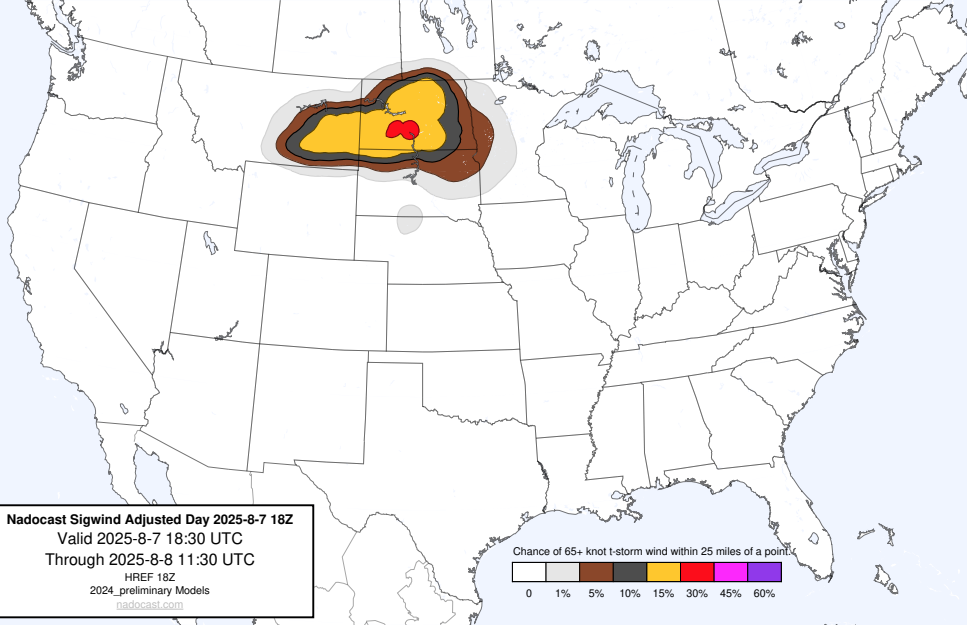 Nadocast Sigwind Adjusted Day 2025-8-7 18Z
Valid 2025-8-7 18:30 UTC
Through 2025-8-8 11:30 UTC
HREF 18Z
2024_preliminary Models
nadocast.com
Chance of 65+ knot t-storm wind within 25 miles of a point.
0 1% 5% 10% 15% 30% 45% 60%